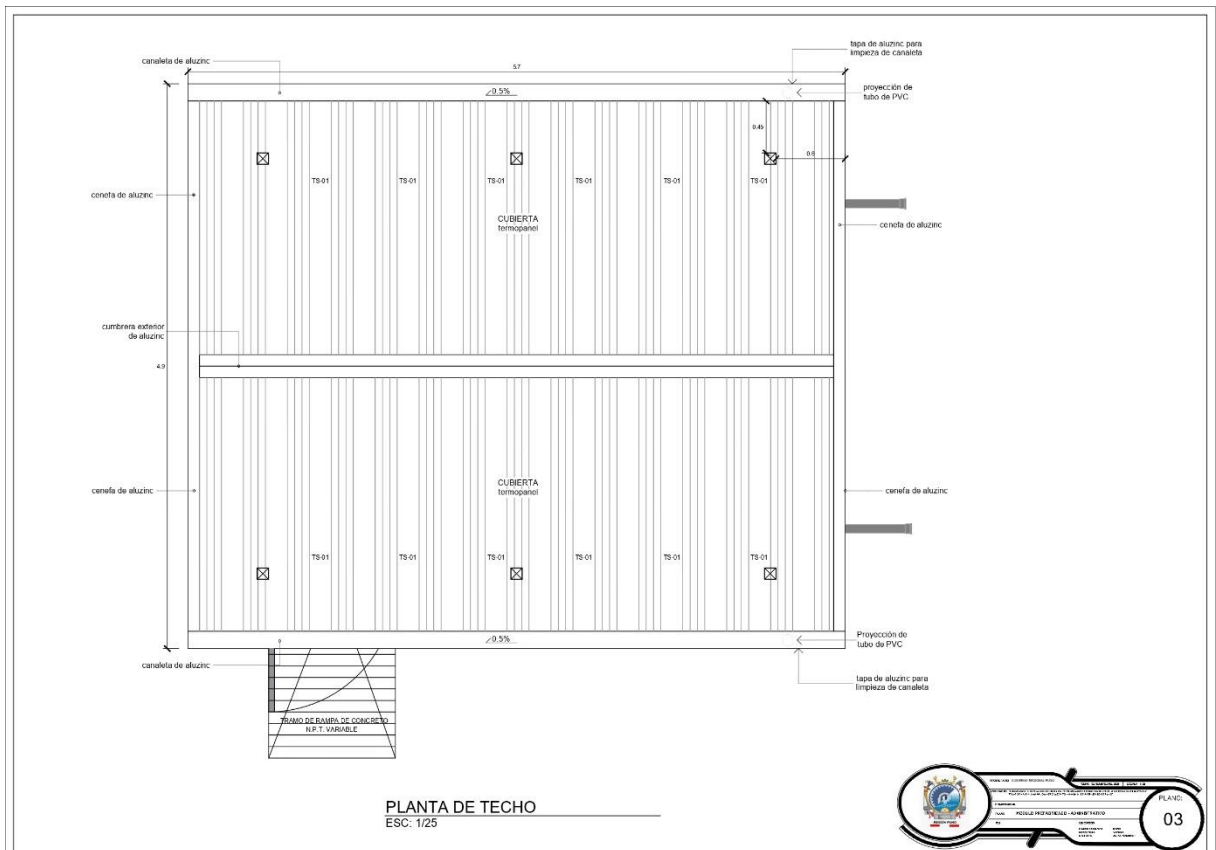 tapa de aluzinc para
limpieza de canaleta
canaleta de aluzinc
5.7
0.5%
proyección de
tubo de PVC
0.45
0.6
TS-01 TS-01 TS-01 TS-01 TS-01 TS-01
cenefa de aluzinc
CUBIERTA
termopanel
cenefa de aluzinc
cumbrera exterior
de aluzinc
4.9
cenefa de aluzinc
CUBIERTA
termopanel
cenefa de aluzinc
TS-01 TS-01 TS-01 TS-01 TS-01 TS-01
0.5%
Proyección de
tubo de PVC
canaleta de aluzinc
tapa de aluzinc para
limpieza de canaleta
TRAMO DE RAMPA DE CONCRETO
N.P.T. VARIABLE
PLANTA DE TECHO
ESC: 1/25
MODULO PREFABRICADO - ADMINISTRATIVO
PLANO:
03